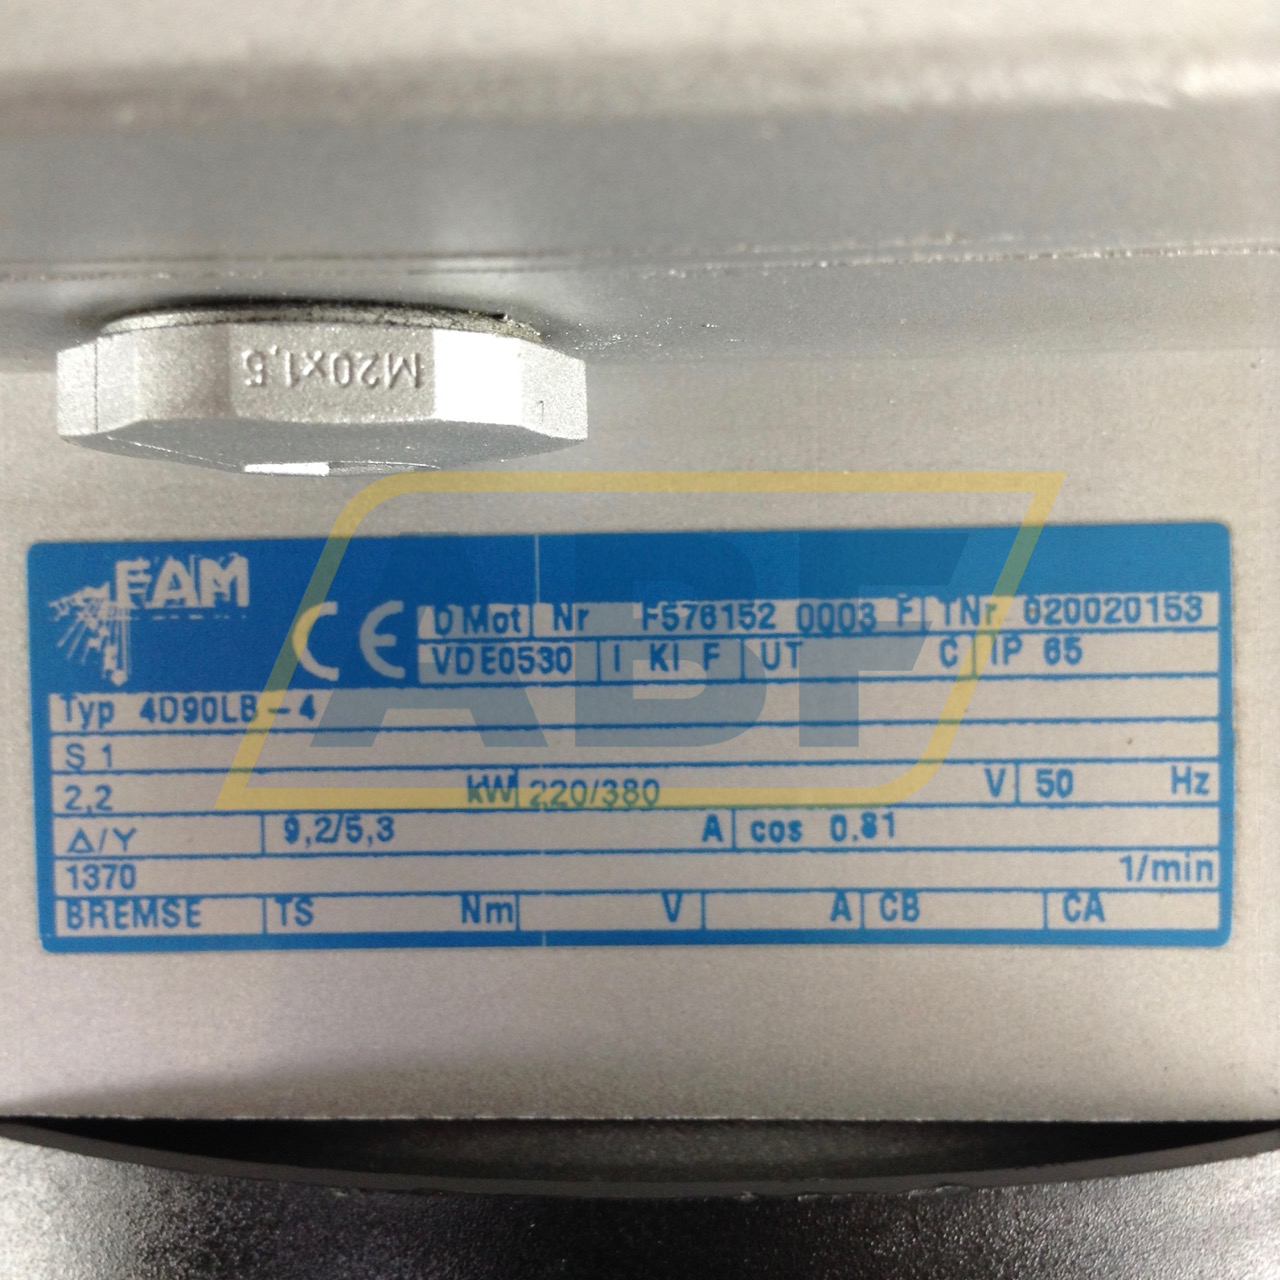 M20x1,5
FAM
CE D Mot Nr F576152 0003 F TNr 020020153
VDE0530 I Kl F UT C IP 65
Typ 4D90LB-4
S 1
2,2 kW 220/380 V 50 Hz
Δ/Y 9,2/5,3 A cos 0.81
1370 1/min
BREMSE TS Nm V A CB CA
ABF